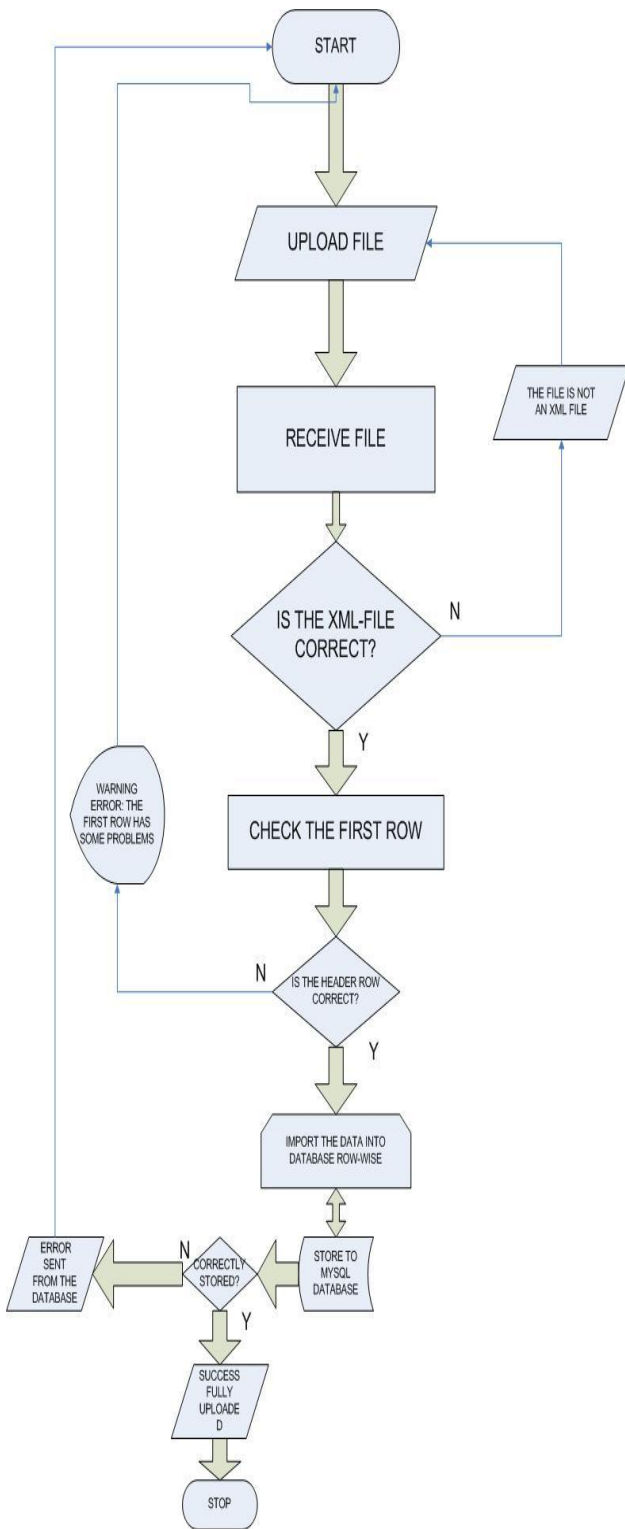 START
UPLOAD FILE
THE FILE IS NOT
AN XML FILE
RECEIVE FILE
IS THE XML-FILE
CORRECT?
N
Y
WARNING
ERROR: THE
FIRST ROW HAS
SOME PROBLEMS
CHECK THE FIRST ROW
N
IS THE HEADER ROW
CORRECT?
Y
IMPORT THE DATA INTO
DATABASE ROW-WISE
ERROR
SENT
FROM THE
DATABASE
N
CORRECTLY
STORED?
STORE TO
MYSQL
DATABASE
Y
SUCCESS
FULLY
UPLOADE
D
STOP